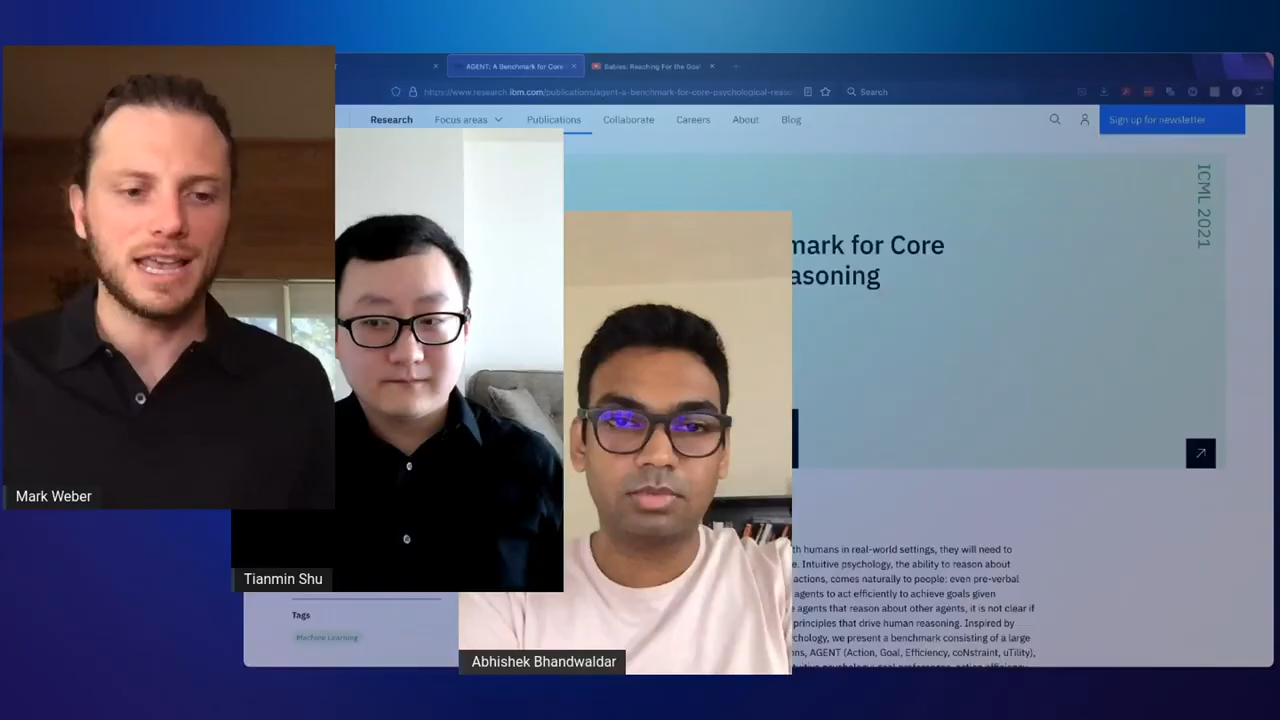 AGENT: A Benchmark for Core
Babies: Reaching For the Goal
https://www.research.ibm.com/publications/agent-a-benchmark-for-core-psychological-reaso
Search
Research
Focus areas
Publications
Collaborate
Careers
About
Blog
Sign up for newsletter
ICML 2021
mark for Core
asoning
Mark Weber
Tianmin Shu
Abhishek Bhandwaldar
th humans in real-world settings, they will need to
e. Intuitive psychology, the ability to reason about
actions, comes naturally to people: even pre-verbal
agents to act efficiently to achieve goals given
e agents that reason about other agents, it is not clear if
principles that drive human reasoning. Inspired by
chology, we present a benchmark consisting of a large
ns, AGENT (Action, Goal, Efficiency, coNstraint, uTility),
Tags
Machine Learning